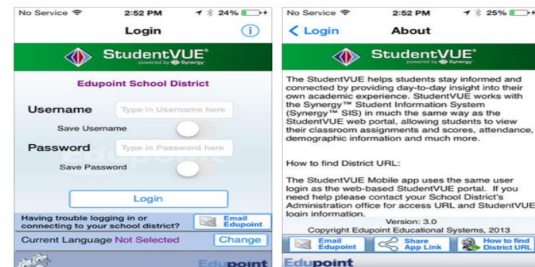 No Service 2:52 PM 24%
Login
StudentVUE
powered by Synergy
Edupoint School District
Username Type in Username here
Save Username
Password Type in Password here
Save Password
Login
Having trouble logging in or
connecting to your school district?
Email
Edupoint
Current Language Not Selected Change
Edupoint
No Service 2:52 PM 25%
Login About
StudentVUE
powered by Synergy
The StudentVUE helps students stay informed and
connected by providing day-to-day insight into their
own academic experience. StudentVUE works with
the Synergy™ Student Information System
(Synergy™ SIS) in much the same way as the
StudentVUE web portal, allowing students to view
their classroom assignments and scores, attendance,
demographic information and much more.
How to find District URL:
The StudentVUE Mobile app uses the same user
login as the web-based StudentVUE portal. If you
need help please contact your School District's
Administration office for access URL and StudentVUE
login information.
Version: 3.0
Copyright Edupoint Educational Systems, 2013
Email
Edupoint
Share
App Link
How to find
District URL
Edupoint